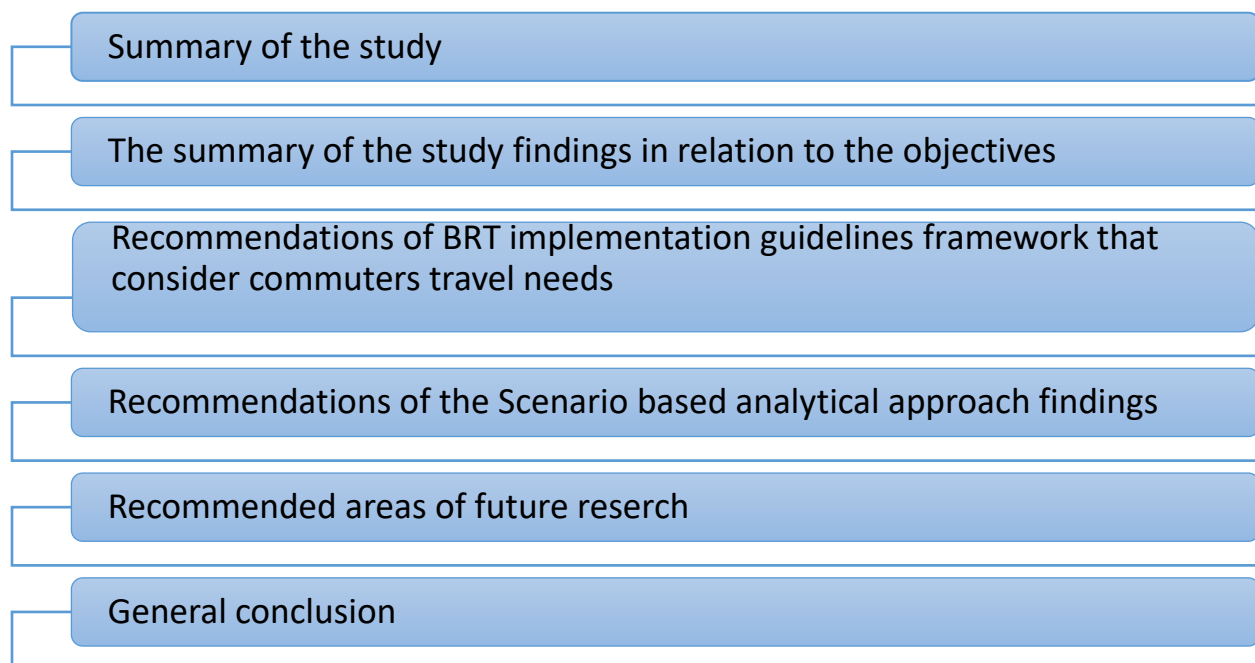 Summary of the study
The summary of the study findings in relation to the objectives
Recommendations of BRT implementation guidelines framework that
consider commuters travel needs
Recommendations of the Scenario based analytical approach findings
Recommended areas of future reserch
General conclusion